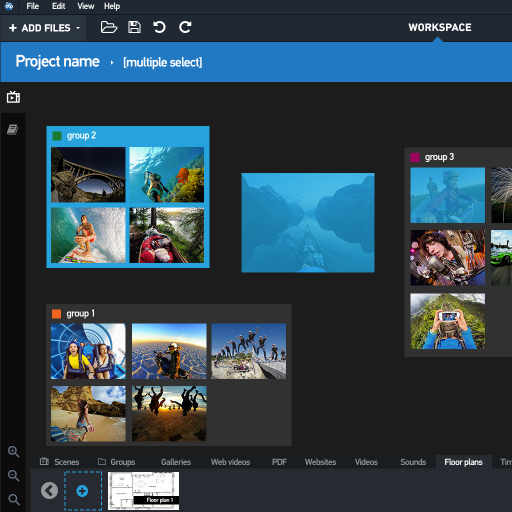 File Edit View Help
+ ADD FILES
WORKSPACE
Project name [multiple select]
group 2
group 3
group 1
Scenes Groups Galleries Web videos PDF Websites Videos Sounds Floor plans
Floor plan 1